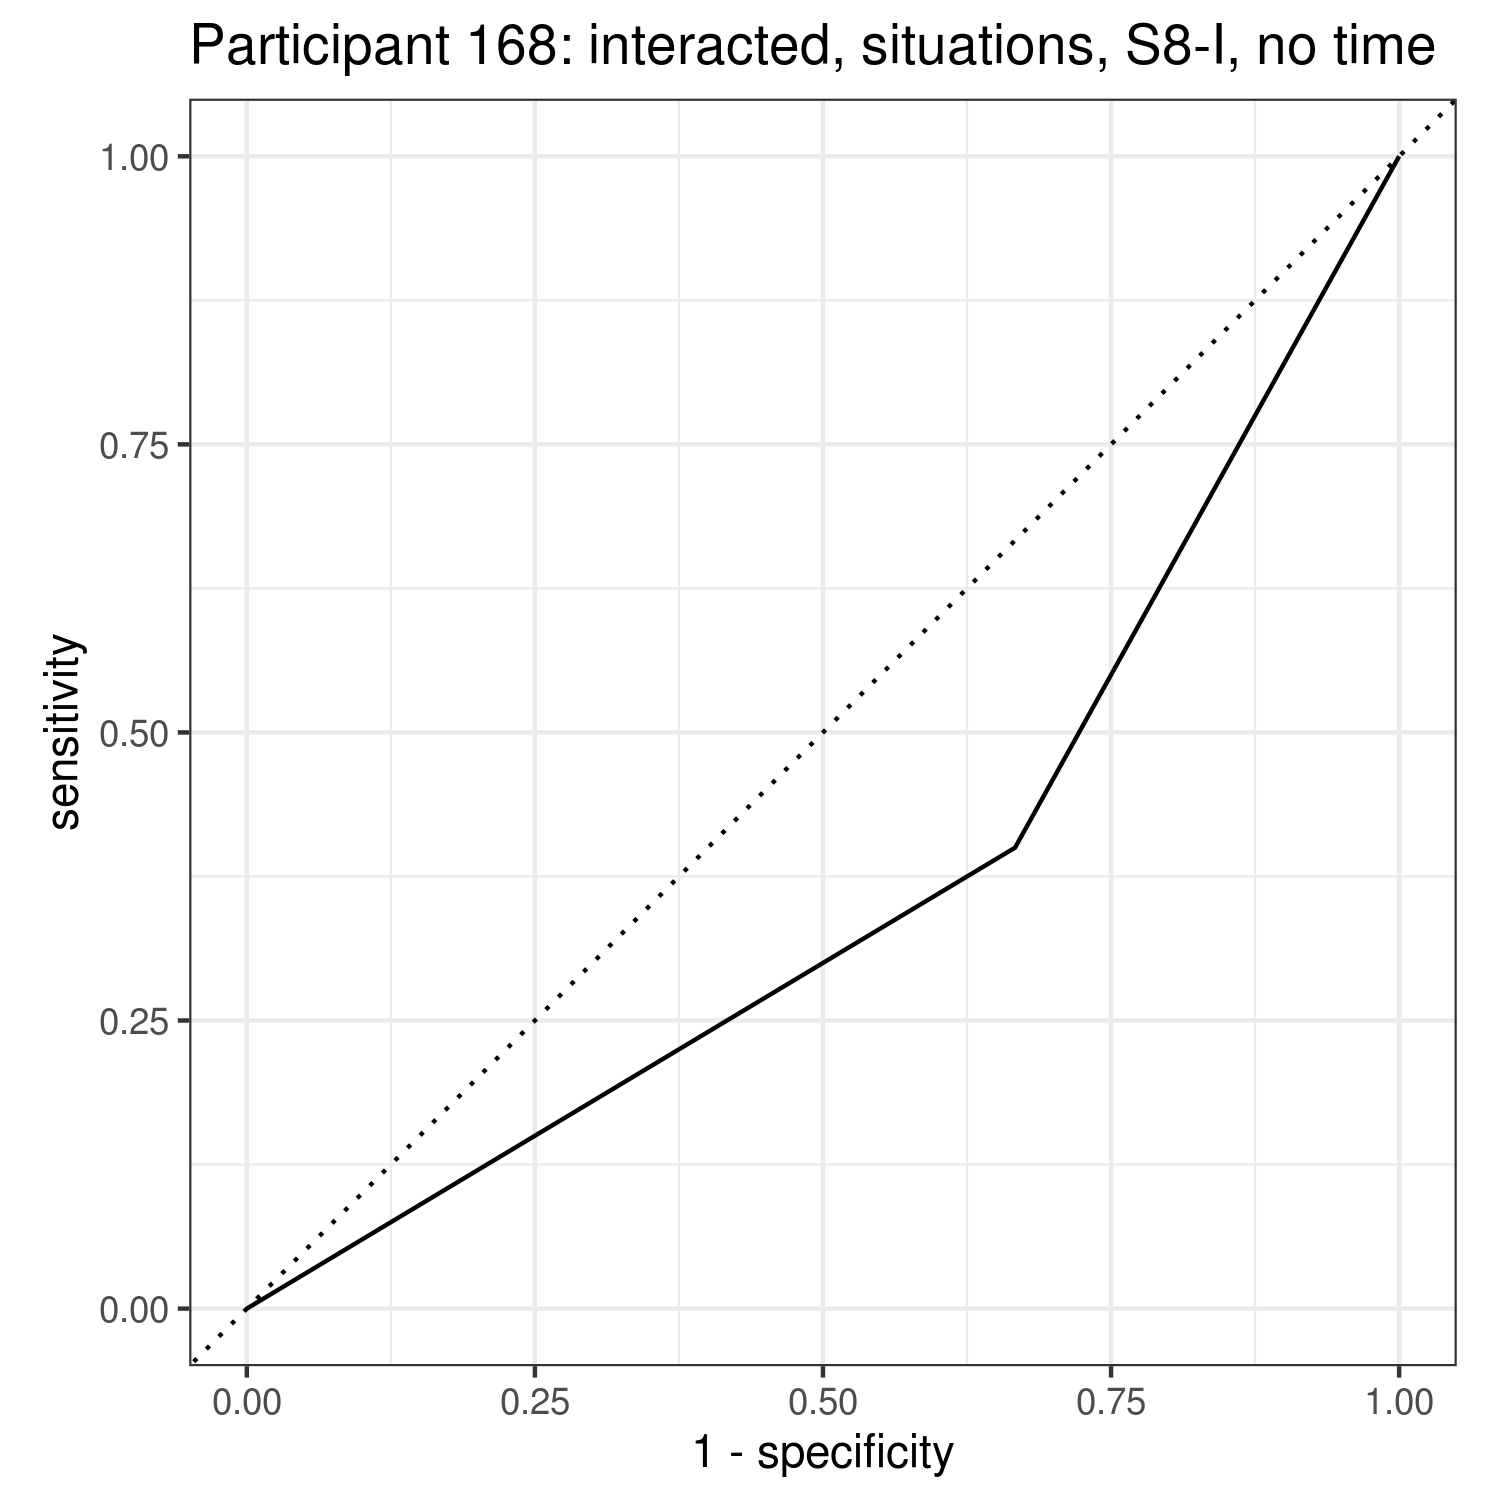 Participant 168: interacted, situations, S8-I, no time
1.00
0.75
0.50
0.25
0.00
sensitivity
0.00 0.25 0.50 0.75 1.00
1 - specificity